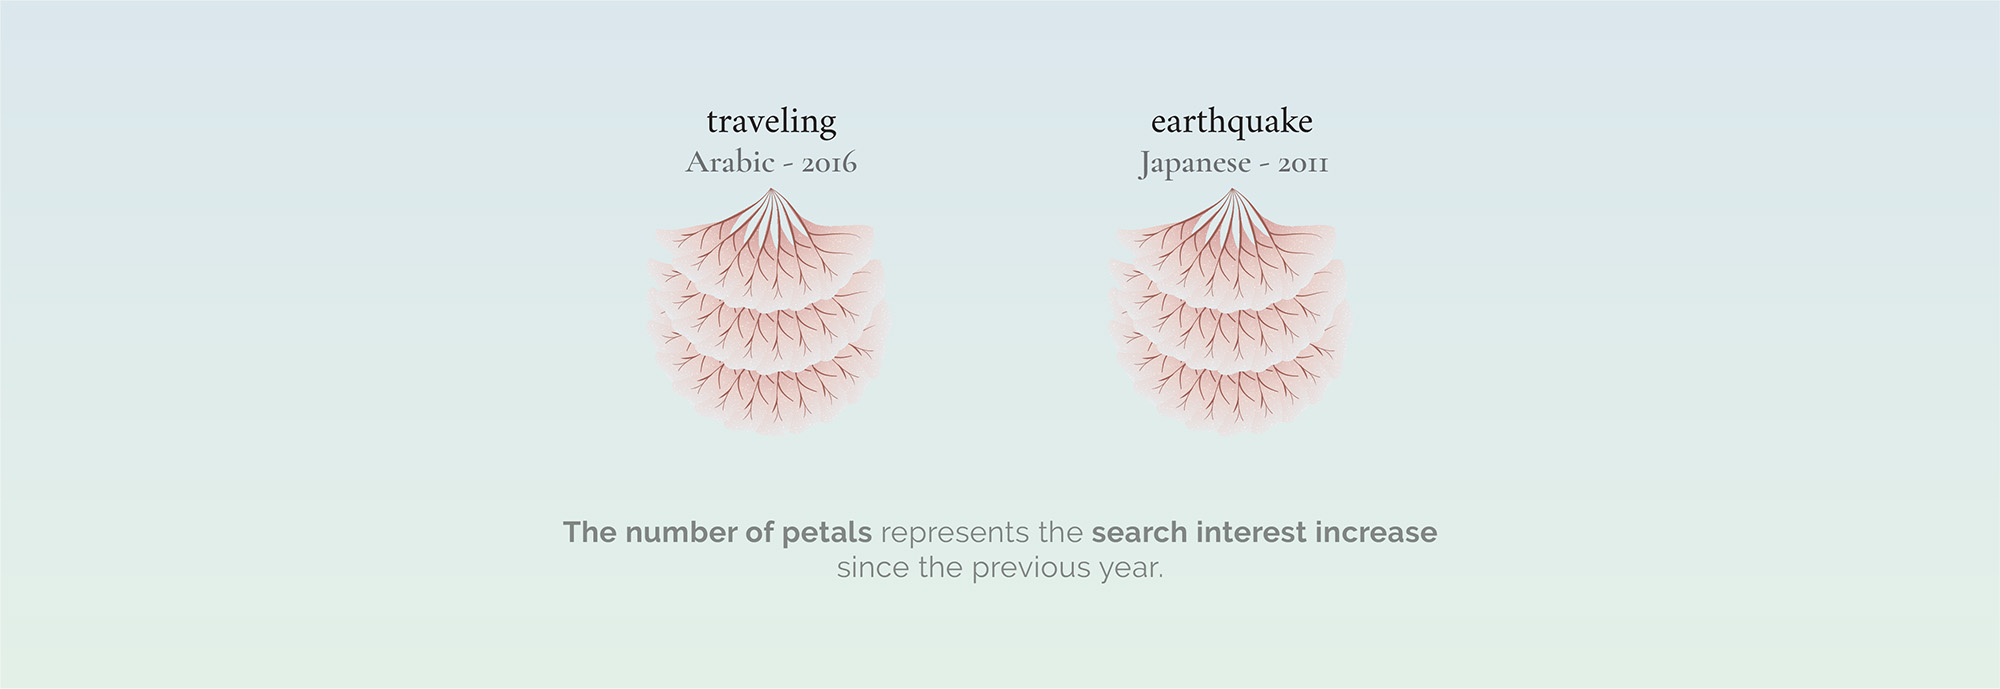 traveling
Arabic - 2016
earthquake
Japanese - 2011
The number of petals represents the search interest increase
since the previous year.